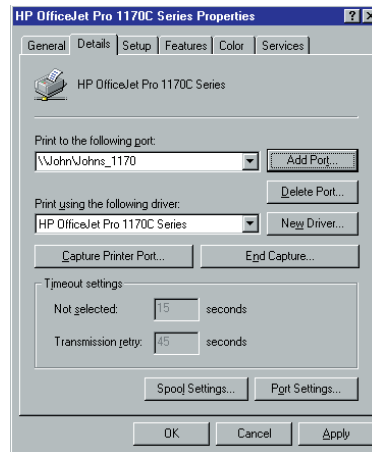 HP OfficeJet Pro 1170C Series Properties
General Details Setup Features Color Services
HP OfficeJet Pro 1170C Series
Print to the following port:
\\John\Johns_1170 Add Port...
Delete Port...
Print using the following driver:
HP OfficeJet Pro 1170C Series New Driver...
Capture Printer Port... End Capture...
Timeout settings
Not selected: 15 seconds
Transmission retry: 45 seconds
Spool Settings... Port Settings...
OK Cancel Apply